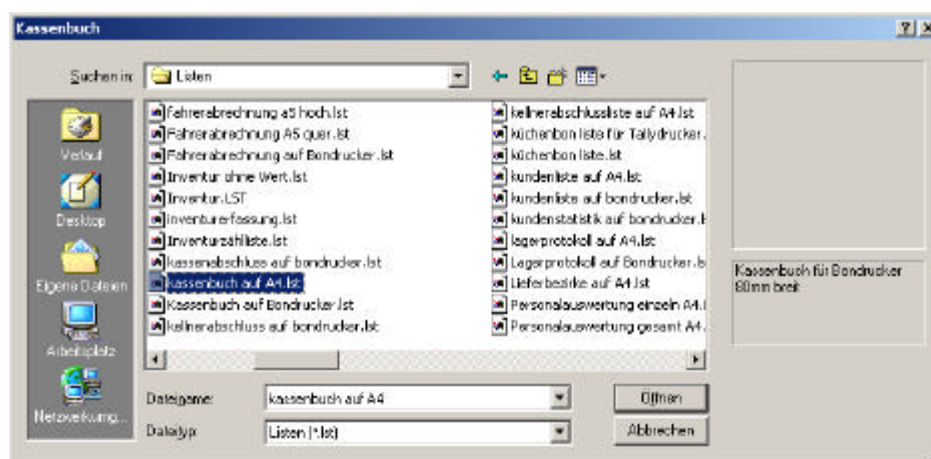 Kassenbuch
Suchen in: Listen
Verlauf
Desktop
Eigene Dateien
Arbeitsplatz
Netzwerkumg...
fahrerabrechnung a5 hoch.lst
Fahrerabrechnung A5 quer.lst
Fahrerabrechnung auf Bondrucker.lst
Inventur ohne Wert.lst
Inventur.LST
inventurerfassung.lst
Inventurzählliste.lst
kassenabschluss auf bondrucker.lst
kassenbuch auf A4.lst
Kassenbuch auf Bondrucker.lst
kellnerabschluss auf bondrucker.lst
kellnerabschlussliste auf A4.lst
küchenbon liste für Tallydrucker.
küchenbon liste.lst
kundenliste auf A4.lst
kundenliste auf bondrucker.lst
kundenstatistik auf bondrucker.l
lagerprotokoll auf A4.lst
Lagerprotokoll auf Bondrucker.ls
Lieferbezirke auf A4.lst
Personalauswertung einzeln A4.l
Personalauswertung gesamt A4.
Kassenbuch für Bondrucker
80mm breit
Dateiname: kassenbuch auf A4 Öffnen
Dateityp: Listen (*.lst) Abbrechen